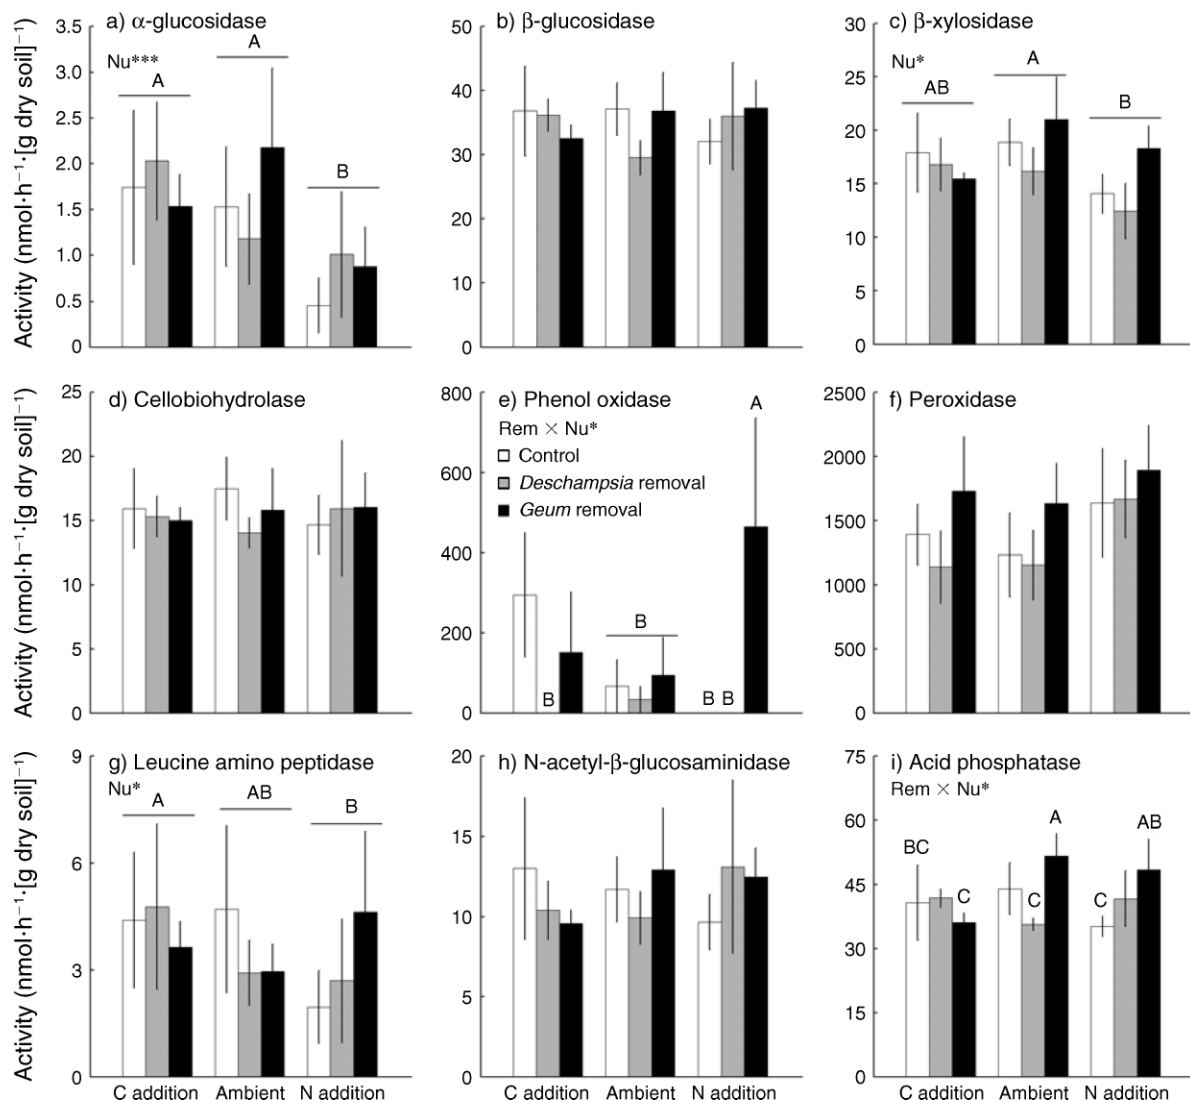 Activity (nmol·h⁻¹·[g dry soil]⁻¹)
a) α-glucosidase
Nu***
A
A
B
3.5
3.0
2.5
2.0
1.5
1.0
0.5
0
b) β-glucosidase
50
40
30
20
10
0
c) β-xylosidase
Nu*
AB
A
B
30
25
20
15
10
5
0
Activity (nmol·h⁻¹·[g dry soil]⁻¹)
d) Cellobiohydrolase
25
20
15
10
5
0
e) Phenol oxidase
Rem × Nu*
Control
Deschampsia removal
Geum removal
A
B
B
B B
800
600
400
200
0
f) Peroxidase
2500
2000
1500
1000
500
0
Activity (nmol·h⁻¹·[g dry soil]⁻¹)
g) Leucine amino peptidase
Nu*
A
AB
B
9
6
3
0
C addition Ambient N addition
h) N-acetyl-β-glucosaminidase
20
15
10
5
0
C addition Ambient N addition
i) Acid phosphatase
Rem × Nu*
BC
C
C
A
C
AB
75
60
45
30
15
0
C addition Ambient N addition